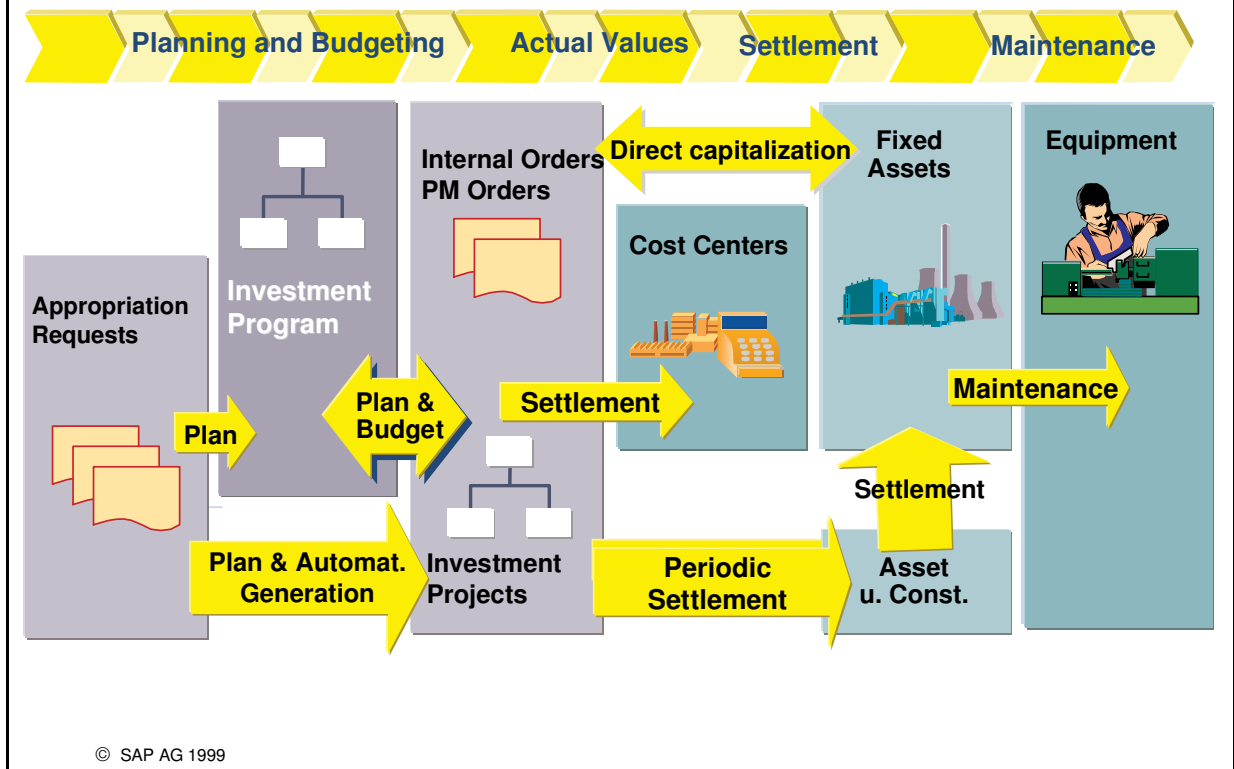 Planning and Budgeting
Actual Values
Settlement
Maintenance
Appropriation
Requests
Investment
Program
Internal Orders
PM Orders
Direct capitalization
Cost Centers
Fixed
Assets
Equipment
Plan
Plan &
Budget
Settlement
Maintenance
Settlement
Plan & Automat.
Generation
Investment
Projects
Periodic
Settlement
Asset
u. Const.
© SAP AG 1999